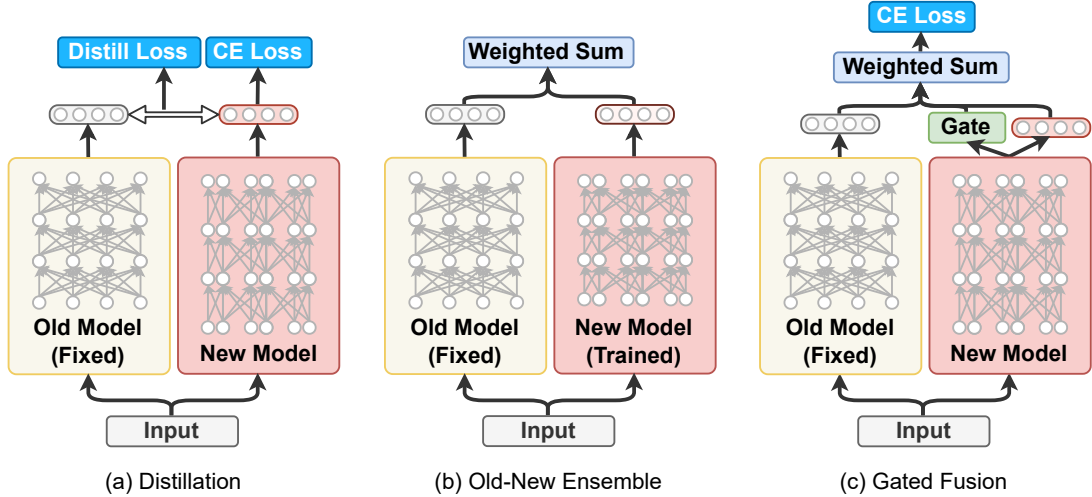 Distill Loss
CE Loss
Old Model
(Fixed)
New Model
Input
(a) Distillation
Weighted Sum
Old Model
(Fixed)
New Model
(Trained)
Input
(b) Old-New Ensemble
CE Loss
Weighted Sum
Gate
Old Model
(Fixed)
New Model
Input
(c) Gated Fusion